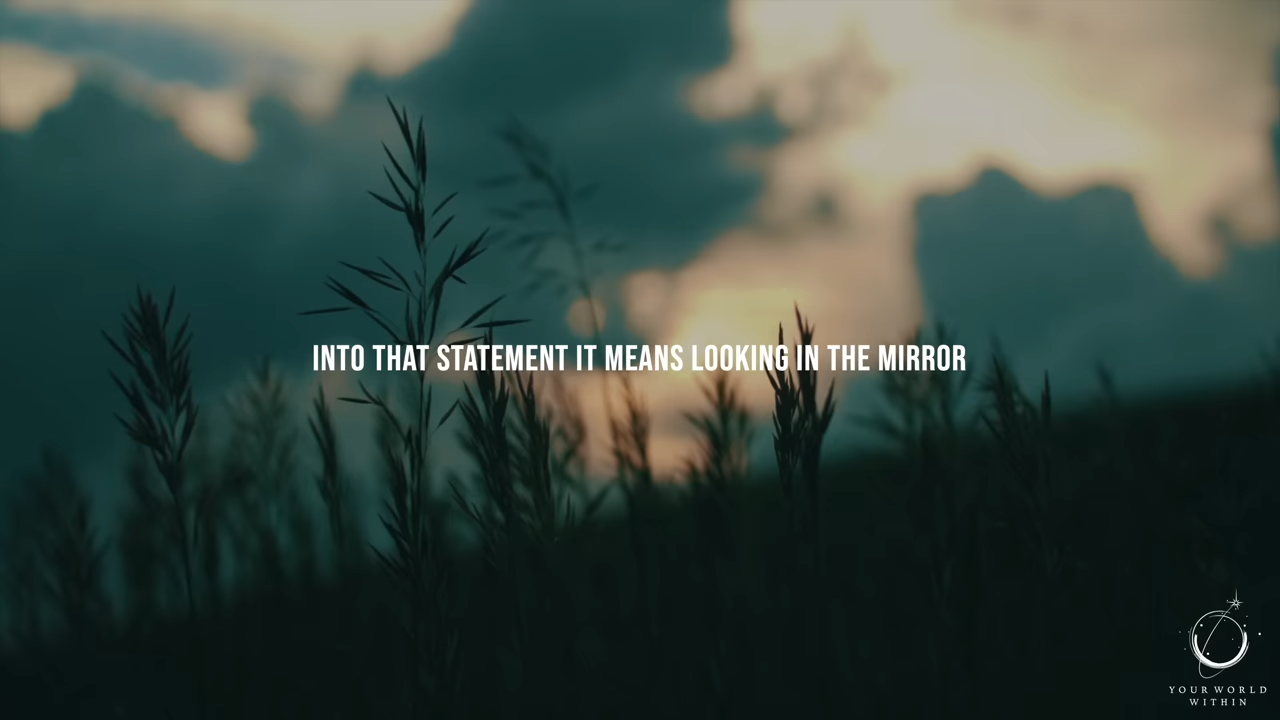 INTO THAT STATEMENT IT MEANS LOOKING IN THE MIRROR
YOUR WORLD
WITHIN